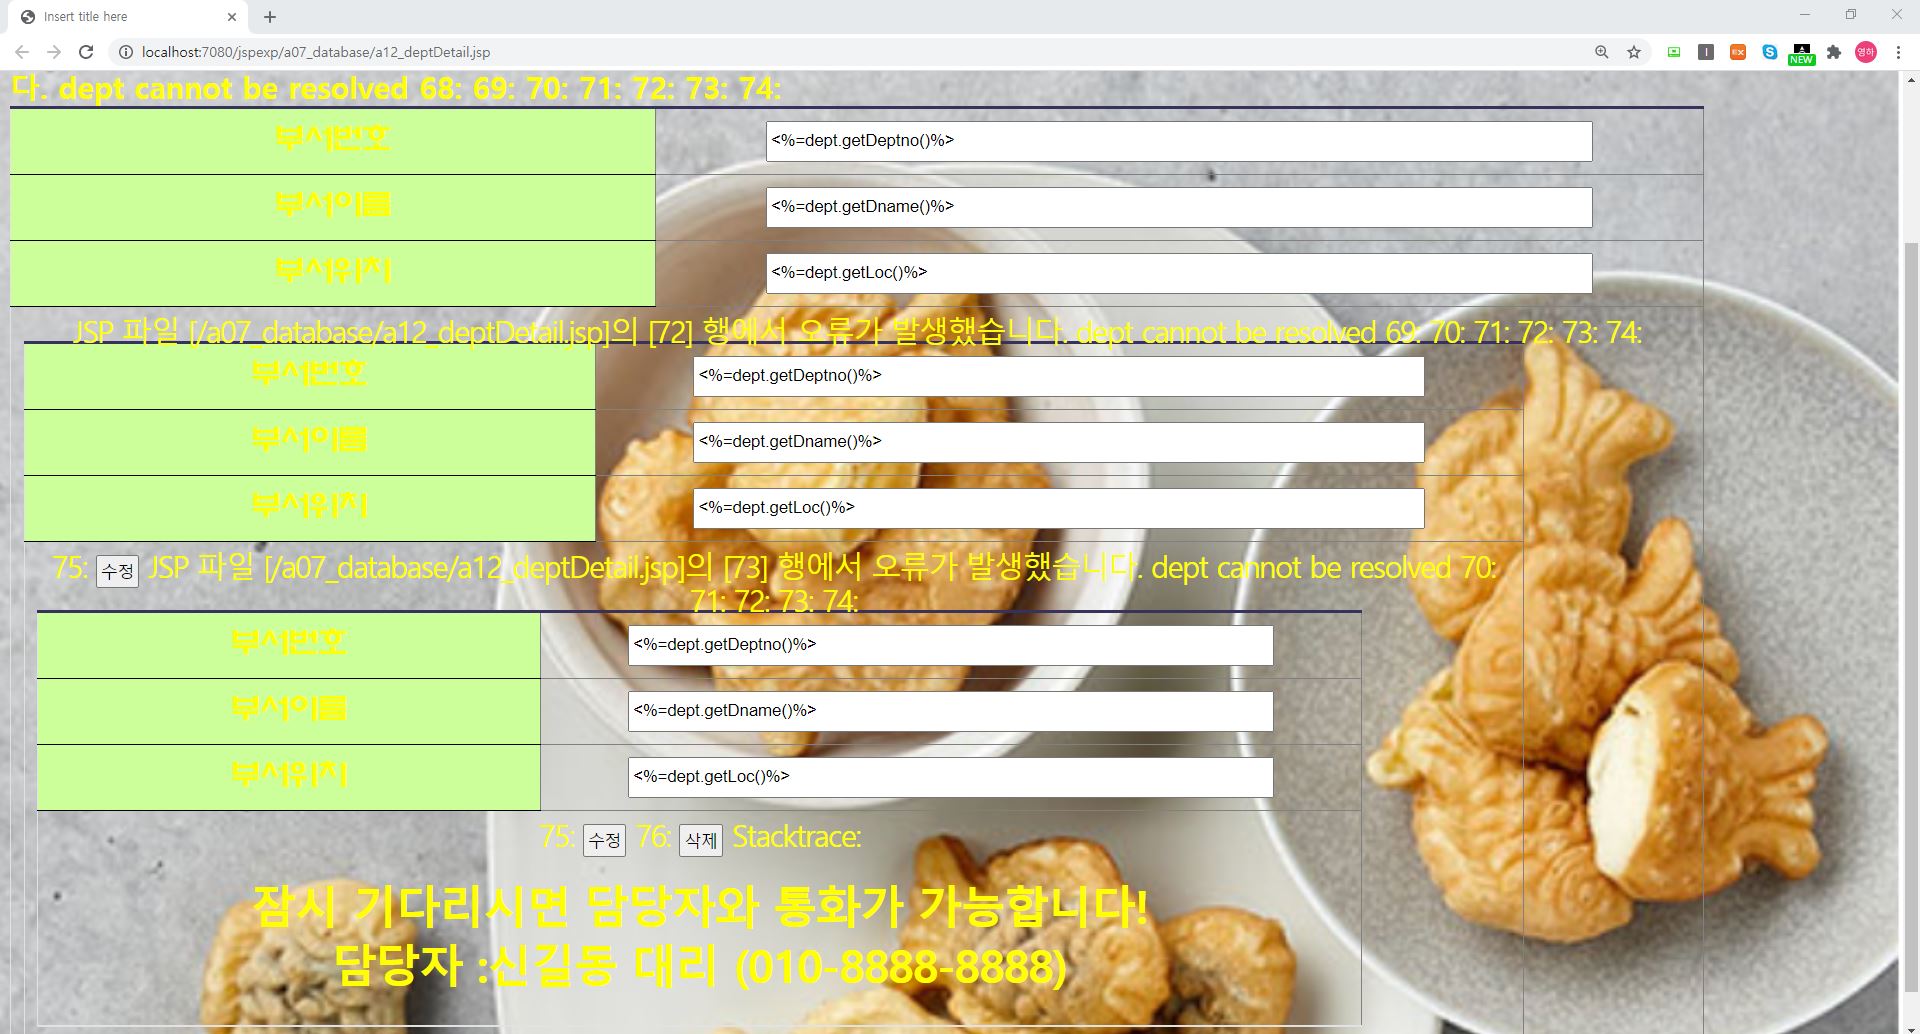 Insert title here
localhost:7080/jspexp/a07_database/a12_deptDetail.jsp
EX
NEW
영하
다. dept cannot be resolved 68: 69: 70: 71: 72: 73: 74:
부서번호 <%=dept.getDeptno()%>
부서이름 <%=dept.getDname()%>
부서위치 <%=dept.getLoc()%>
JSP 파일 [/a07_database/a12_deptDetail.jsp]의 [72] 행에서 오류가 발생했습니다. dept cannot be resolved 69: 70: 71: 72: 73: 74:
부서번호 <%=dept.getDeptno()%>
부서이름 <%=dept.getDname()%>
부서위치 <%=dept.getLoc()%>
75: 수정 JSP 파일 [/a07_database/a12_deptDetail.jsp]의 [73] 행에서 오류가 발생했습니다. dept cannot be resolved 70:
71: 72: 73: 74:
부서번호 <%=dept.getDeptno()%>
부서이름 <%=dept.getDname()%>
부서위치 <%=dept.getLoc()%>
75: 수정 76: 삭제 Stacktrace:
잠시 기다리시면 담당자와 통화가 가능합니다!
담당자 :신길동 대리 (010-8888-8888)